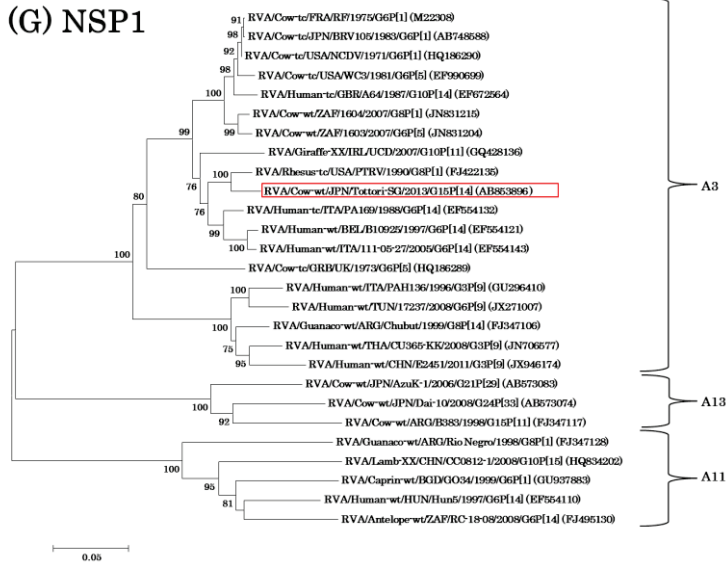 (G) NSP1
RVA/Cow-tc/FRA/RF/1975/G6P[1] (M22308)
RVA/Cow-tc/JPN/BRV105/1983/G6P[1] (AB748588)
RVA/Cow-tc/USA/NCDV/1971/G6P[1] (HQ186290)
RVA/Cow-tc/USA/WC3/1981/G6P[5] (EF990699)
RVA/Human-tc/GBR/A64/1987/G10P[14] (EF672564)
RVA/Cow-wt/ZAF/1604/2007/G8P[1] (JN831215)
RVA/Cow-wt/ZAF/1603/2007/G6P[5] (JN831204)
RVA/Giraffe-XX/IRL/UCD/2007/G10P[11] (GQ428136)
RVA/Rhesus-tc/USA/PTRV/1990/G8P[1] (FJ422135)
RVA/Cow-wt/JPN/Tottori-SG/2013/G15P[14] (AB853896)
RVA/Human-tc/ITA/PA169/1988/G6P[14] (EF554132)
RVA/Human-wt/BEL/B10925/1997/G6P[14] (EF554121)
RVA/Human-wt/ITA/111-05-27/2005/G6P[14] (EF554143)
RVA/Cow-tc/GRB/UK/1973/G6P[5] (HQ186289)
RVA/Human-wt/ITA/PAH136/1996/G3P[9] (GU296410)
RVA/Human-wt/TUN/17237/2008/G6P[9] (JX271007)
RVA/Guanaco-wt/ARG/Chubut/1999/G8P[14] (FJ347106)
RVA/Human-wt/THA/CU365-KK/2008/G3P[9] (JN706577)
RVA/Human-wt/CHN/E2451/2011/G3P[9] (JX946174)
RVA/Cow-wt/JPN/AzuK-1/2006/G21P[29] (AB573083)
RVA/Cow-wt/JPN/Dai-10/2008/G24P[33] (AB573074)
RVA/Cow-wt/ARG/B383/1998/G15P[11] (FJ347117)
RVA/Guanaco-wt/ARG/Rio Negro/1998/G8P[1] (FJ347128)
RVA/Lamb-XX/CHN/CC0812-1/2008/G10P[15] (HQ834202)
RVA/Caprin-wt/BGD/GO34/1999/G6P[1] (GU937883)
RVA/Human-wt/HUN/Hun5/1997/G6P[14] (EF554110)
RVA/Antelope-wt/ZAF/RC-18-08/2008/G6P[14] (FJ495130)
91
98
92
98
100
99
99
76
100
76
100
80
100
100
100
75
95
100
92
100
95
81
A3
A13
A11
0.05